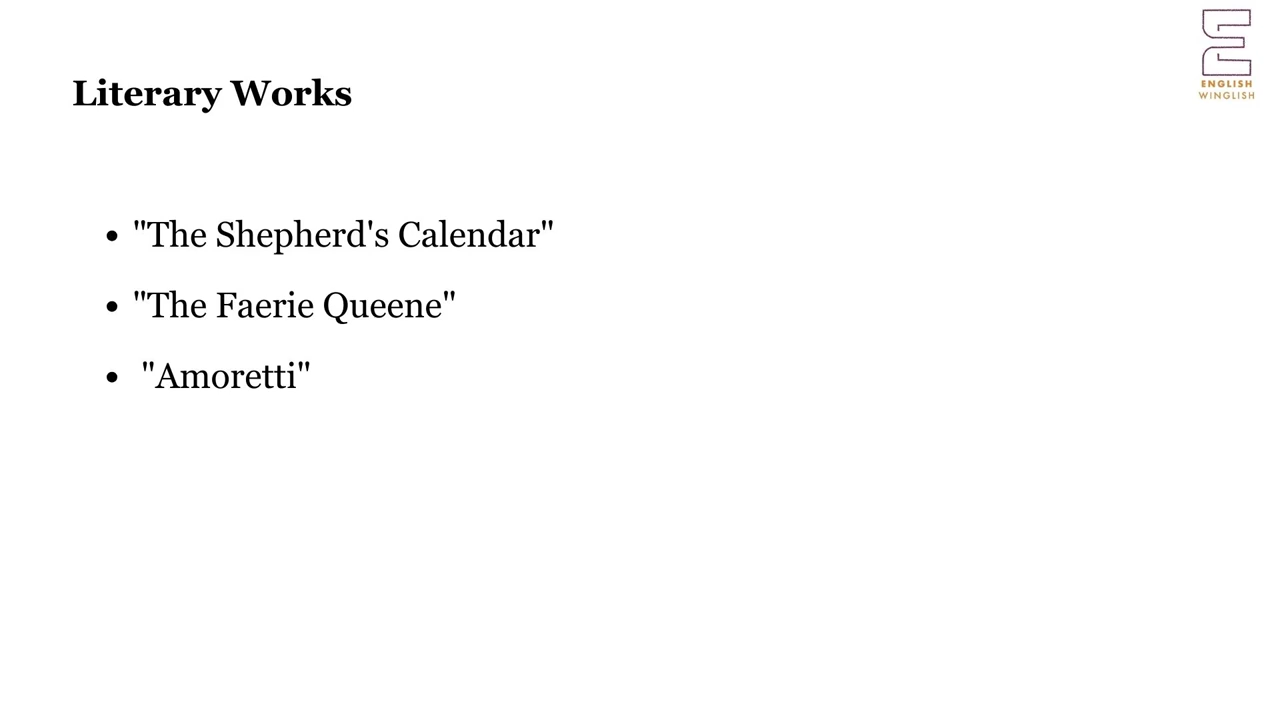 ENGLISH
WINGLISH
Literary Works
• "The Shepherd's Calendar"
• "The Faerie Queene"
• "Amoretti"